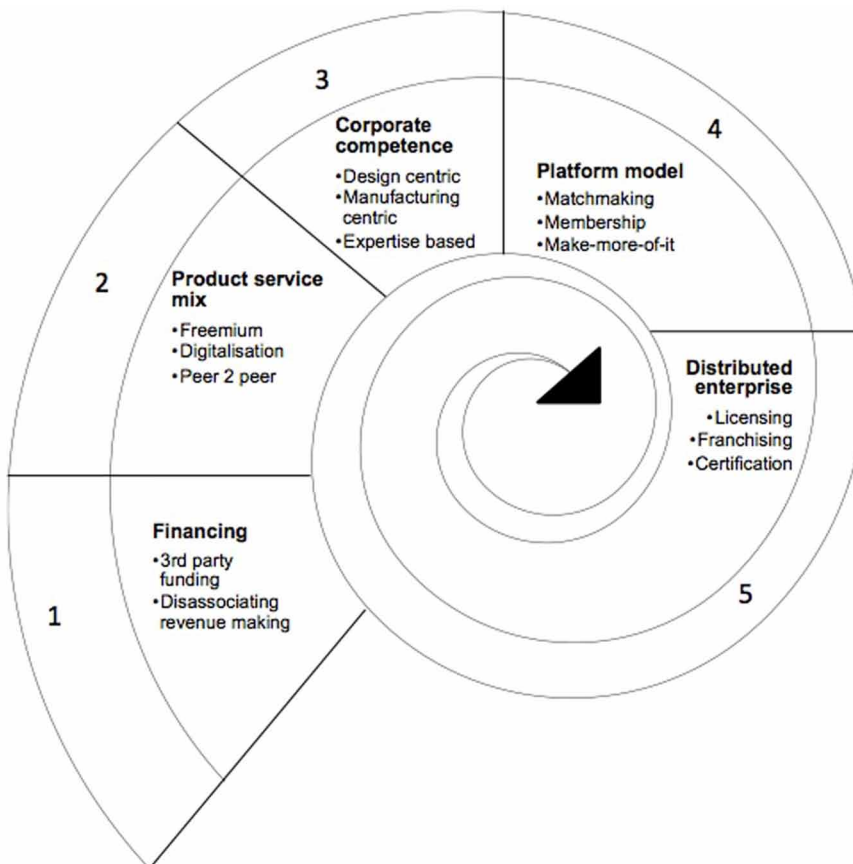 1
Financing
•3rd party
funding
•Disassociating
revenue making
2
Product service
mix
•Freemium
•Digitalisation
•Peer 2 peer
3
Corporate
competence
•Design centric
•Manufacturing
centric
•Expertise based
4
Platform model
•Matchmaking
•Membership
•Make-more-of-it
5
Distributed
enterprise
•Licensing
•Franchising
•Certification